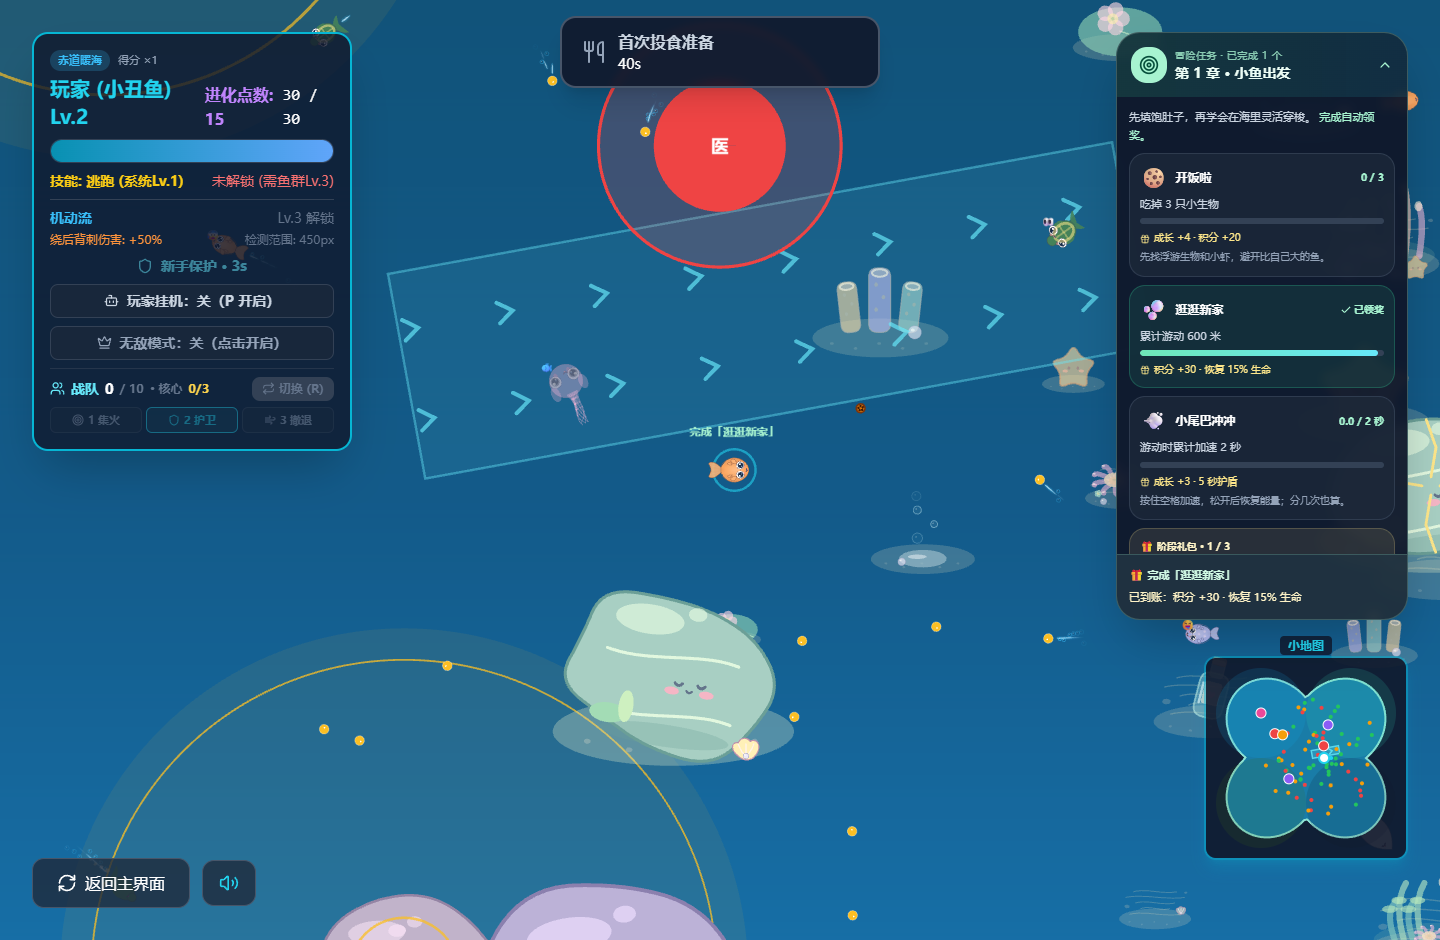 赤道暖海 得分 ×1
玩家 (小丑鱼) Lv.2
进化点数: 30 / 15 30
技能: 逃跑 (系统Lv.1) 未解锁 (需鱼群Lv.3)
机动流 Lv.3 解锁
绕后背刺伤害: +50% 检测范围: 450px
新手保护 • 3s
玩家挂机: 关 (P 开启)
无敌模式: 关 (点击开启)
战队 0 / 10 • 核心 0/3 切换 (R)
1 集火 2 护卫 3 撤退
首次投食准备
40s
医
完成「逛逛新家」
冒险任务 · 已完成 1 个
第 1 章 • 小鱼出发
先填饱肚子，再学会在海里灵活穿梭。 完成自动领
奖。
开饭啦 0 / 3
吃掉 3 只小生物
成长 +4 · 积分 +20
先找浮游生物和小虾，避开比自己大的鱼。
逛逛新家 ✓ 已领奖
累计游动 600 米
积分 +30 · 恢复 15% 生命
小尾巴冲冲 0.0 / 2 秒
游动时累计加速 2 秒
成长 +3 · 5 秒护盾
按住空格加速，松开后恢复能量；分几次也算。
阶段礼包 • 1 / 3
完成「逛逛新家」
已到账：积分 +30 · 恢复 15% 生命
小地图
返回主界面